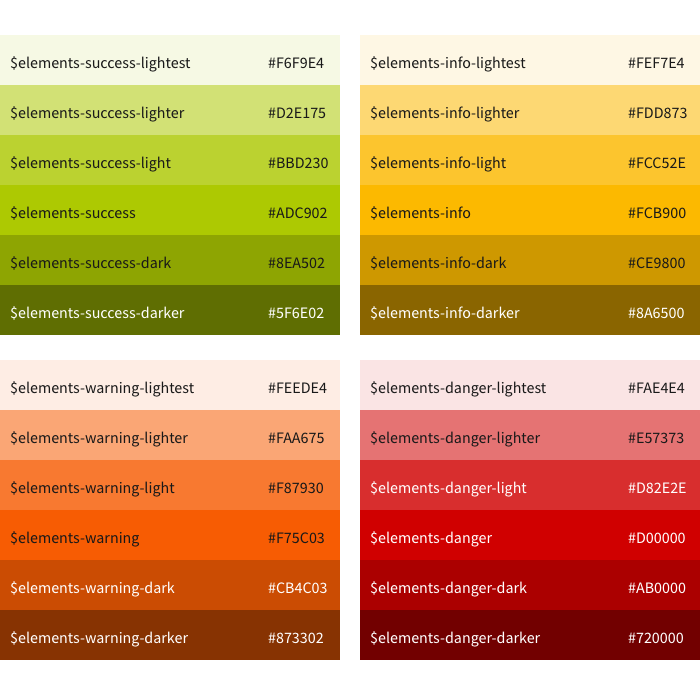 $elements-success-lightest #F6F9E4
$elements-success-lighter #D2E175
$elements-success-light #BBD230
$elements-success #ADC902
$elements-success-dark #8EA502
$elements-success-darker #5F6E02
$elements-info-lightest #FEF7E4
$elements-info-lighter #FDD873
$elements-info-light #FCC52E
$elements-info #FCB900
$elements-info-dark #CE9800
$elements-info-darker #8A6500
$elements-warning-lightest #FEEDE4
$elements-warning-lighter #FAA675
$elements-warning-light #F87930
$elements-warning #F75C03
$elements-warning-dark #CB4C03
$elements-warning-darker #873302
$elements-danger-lightest #FAE4E4
$elements-danger-lighter #E57373
$elements-danger-light #D82E2E
$elements-danger #D00000
$elements-danger-dark #AB0000
$elements-danger-darker #720000